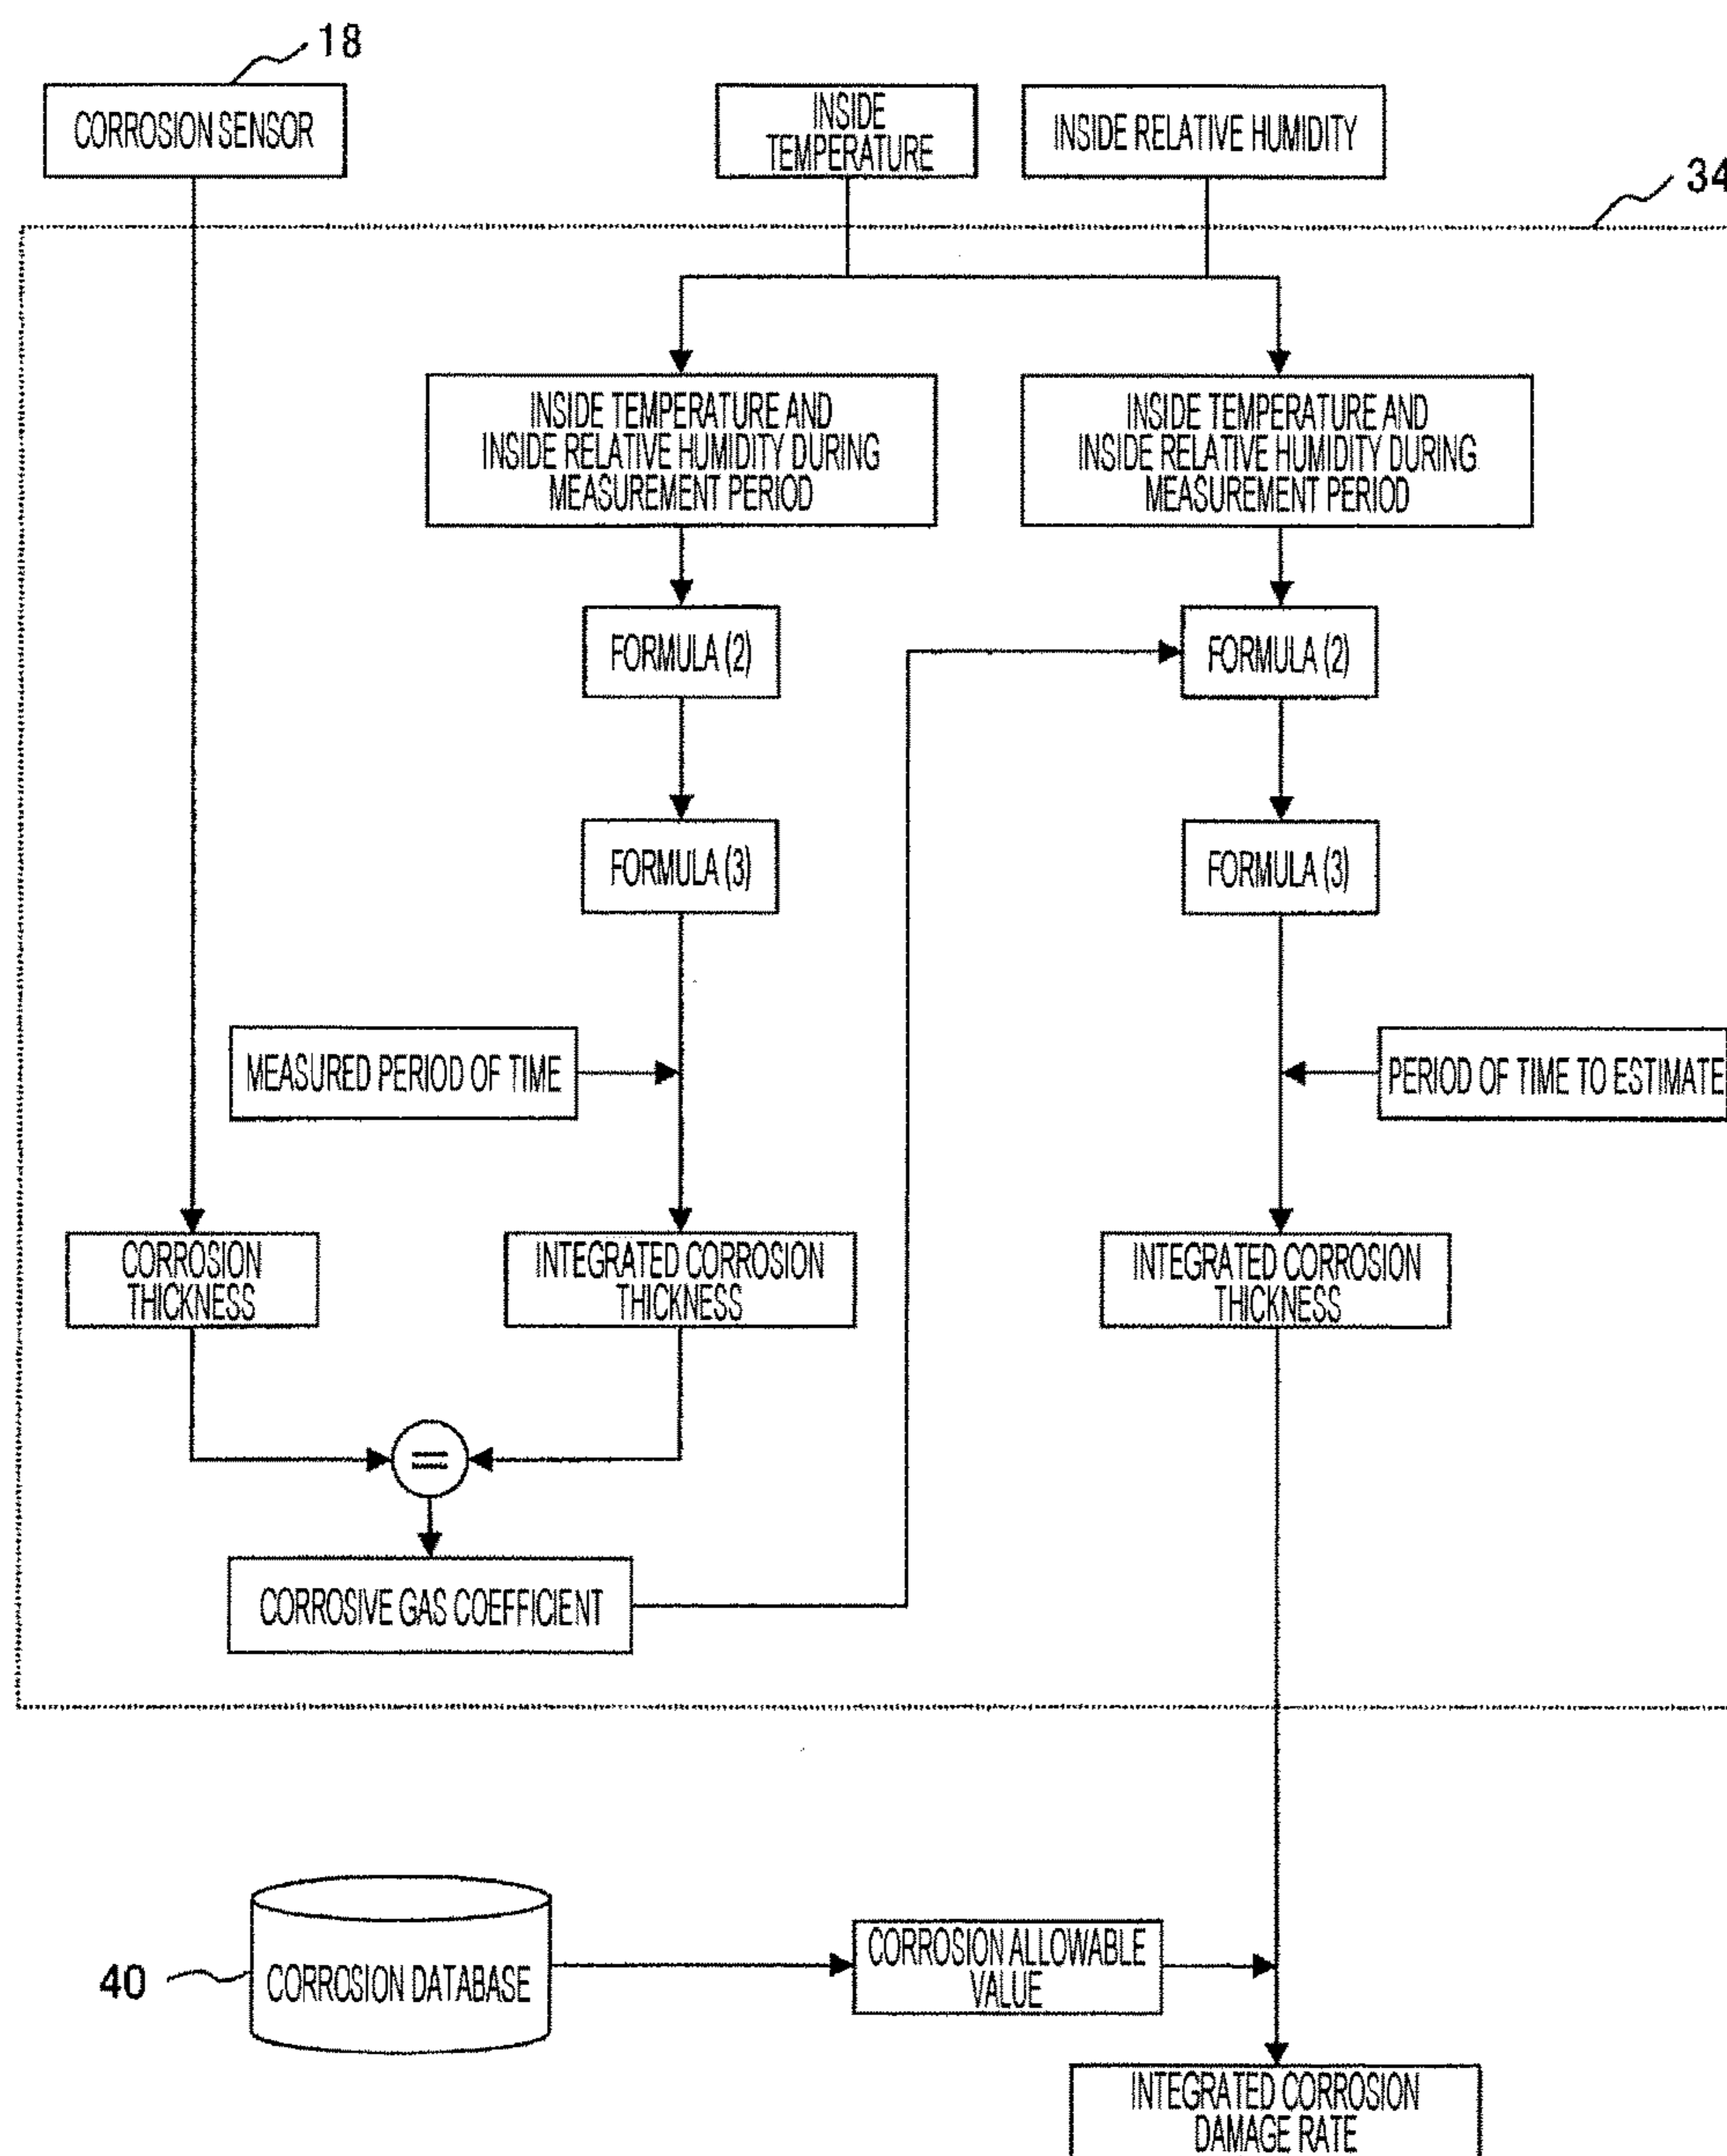 18
CORROSION SENSOR
INSIDE
TEMPERATURE
INSIDE RELATIVE HUMIDITY
34
INSIDE TEMPERATURE AND
INSIDE RELATIVE HUMIDITY DURING
MEASUREMENT PERIOD
INSIDE TEMPERATURE AND
INSIDE RELATIVE HUMIDITY DURING
MEASUREMENT PERIOD
FORMULA (2)
FORMULA (2)
FORMULA (3)
FORMULA (3)
MEASURED PERIOD OF TIME
PERIOD OF TIME TO ESTIMATE
CORROSION
THICKNESS
INTEGRATED CORROSION
THICKNESS
INTEGRATED CORROSION
THICKNESS
=
CORROSIVE GAS COEFFICIENT
40
CORROSION DATABASE
CORROSION ALLOWABLE
VALUE
INTEGRATED CORROSION
DAMAGE RATE